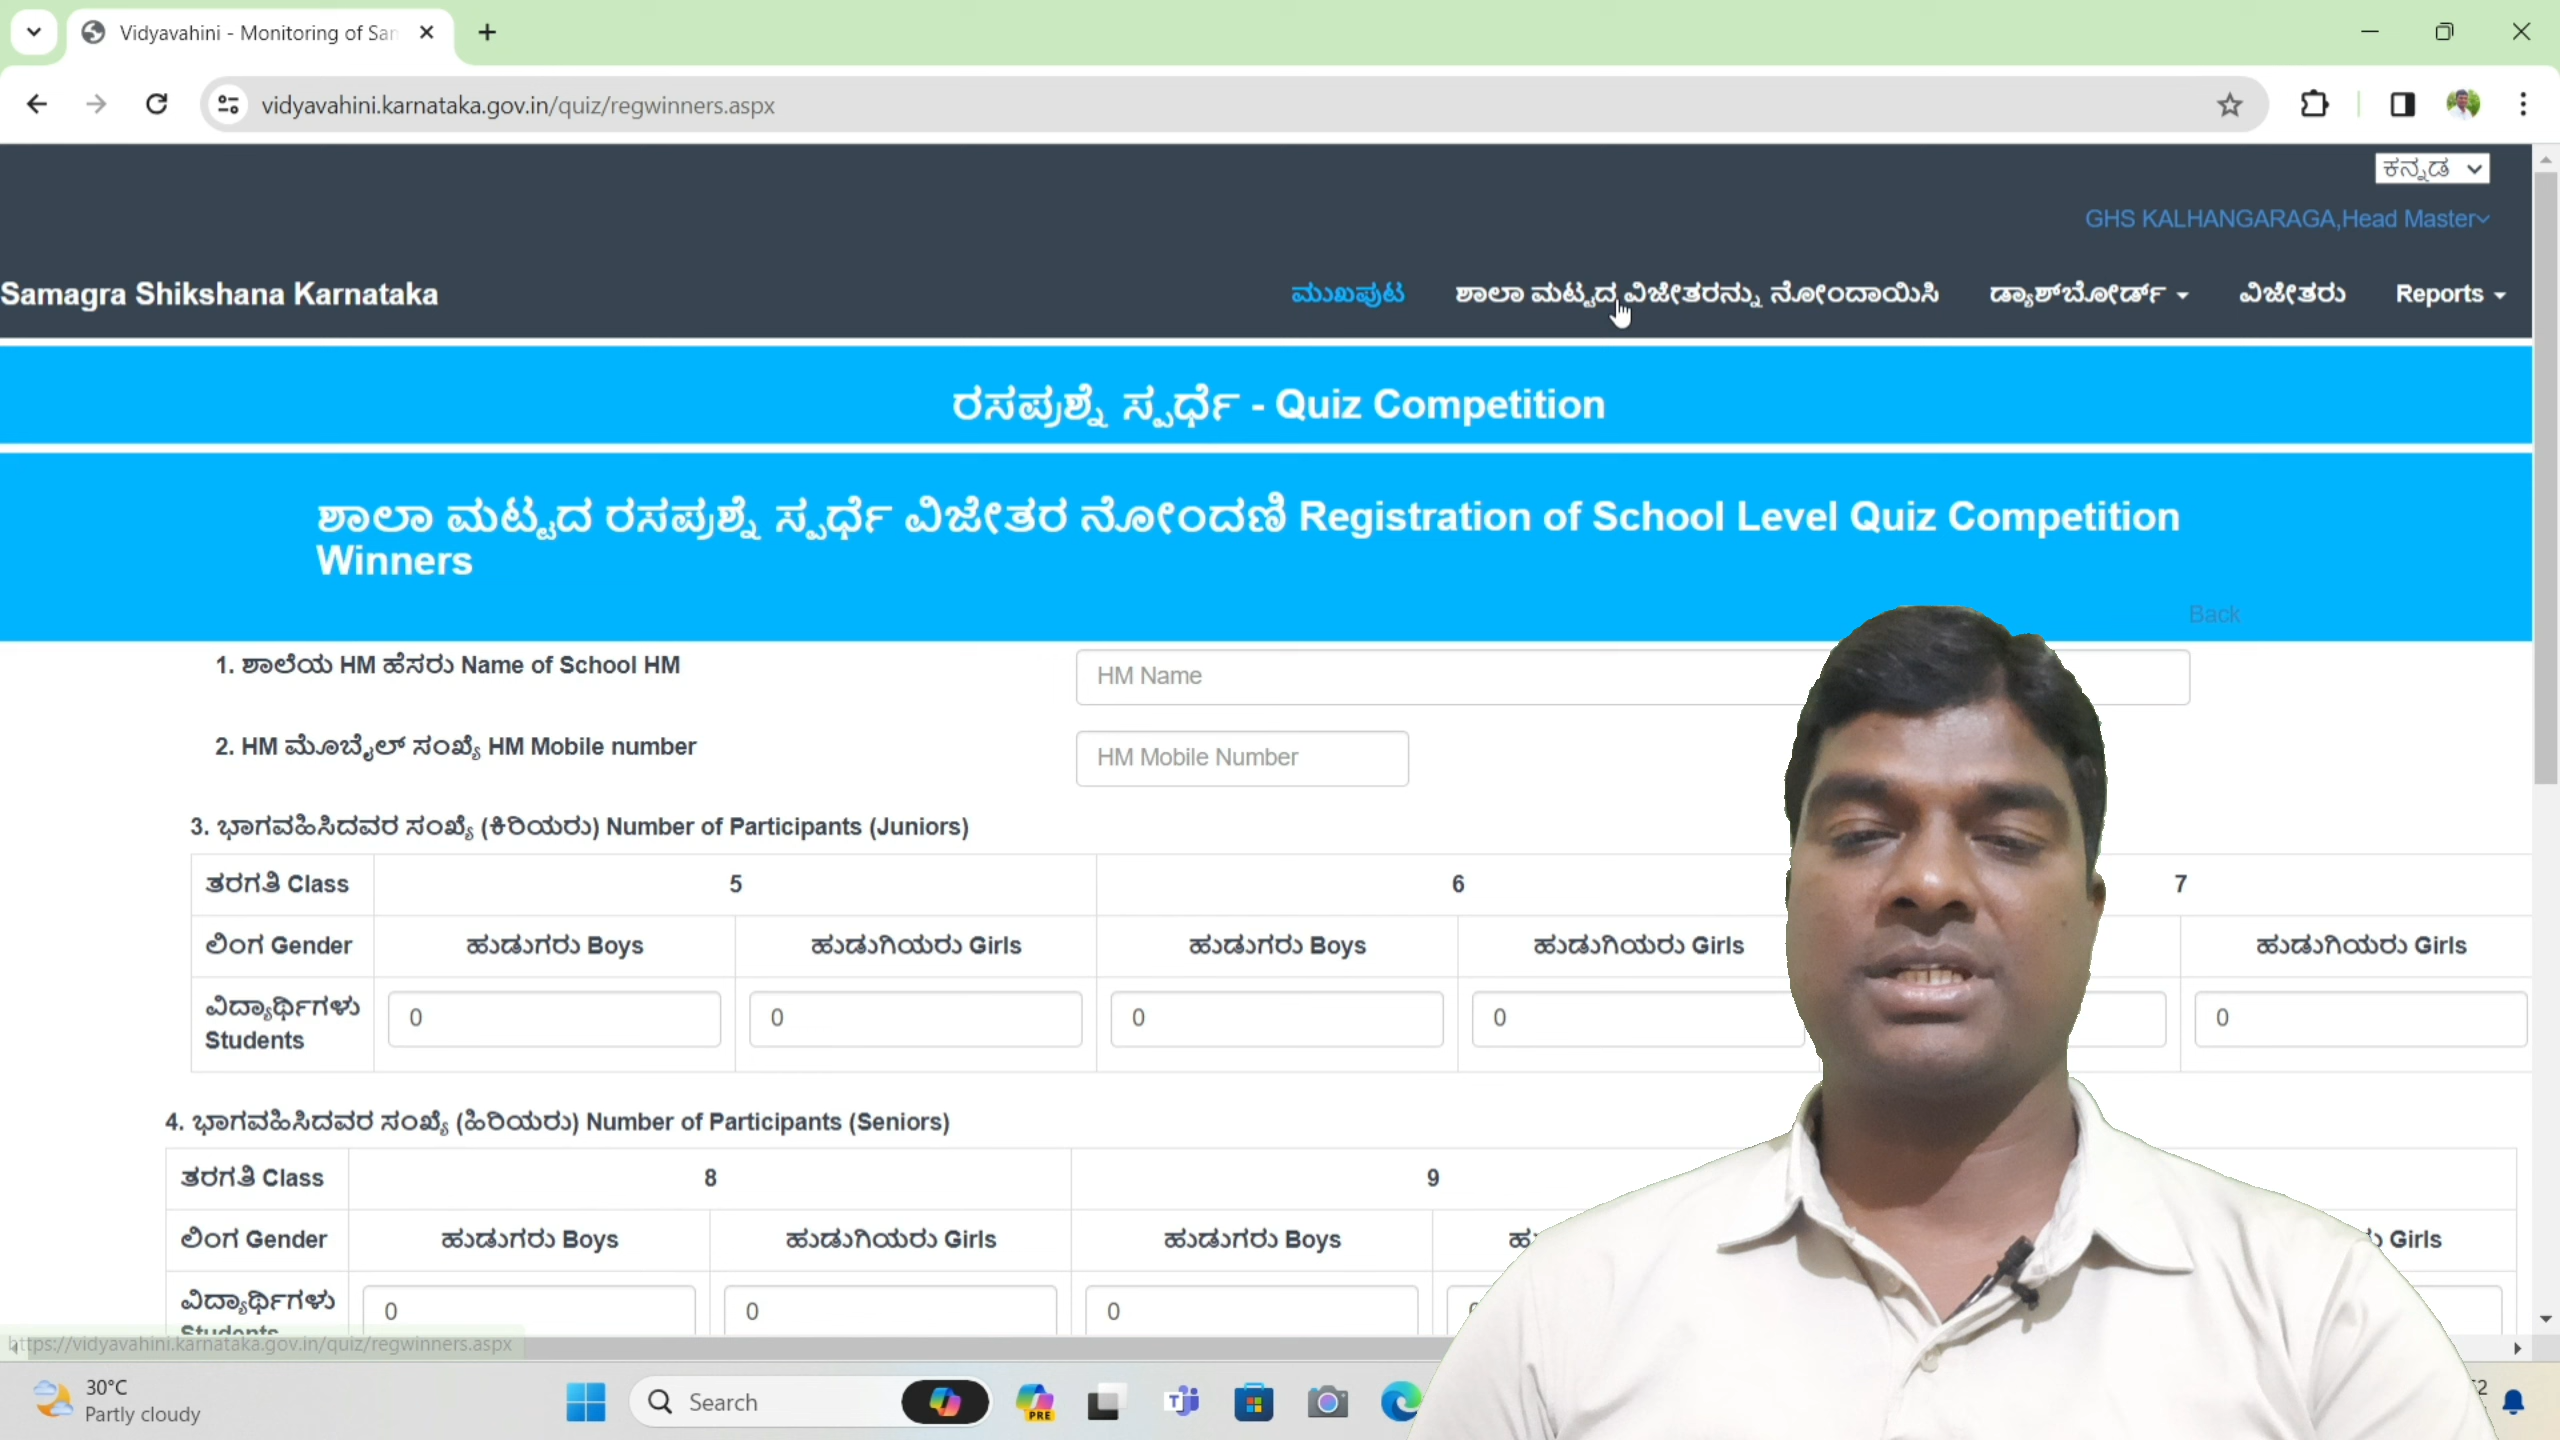 Vidyavahini - Monitoring of Sar
vidyavahini.karnataka.gov.in/quiz/regwinners.aspx
ಕನ್ನಡ
GHS KALHANGARAGA,Head Master
Samagra Shikshana Karnataka
ಮುಖಪುಟ ಶಾಲಾ ಮಟ್ಟದ ವಿಜೇತರನ್ನು ನೋಂದಾಯಿಸಿ ಡ್ಯಾಶ್‌ಬೋರ್ಡ್ ವಿಜೇತರು Reports
ರಸಪ್ರಶ್ನೆ ಸ್ಪರ್ಧೆ - Quiz Competition
ಶಾಲಾ ಮಟ್ಟದ ರಸಪ್ರಶ್ನೆ ಸ್ಪರ್ಧೆ ವಿಜೇತರ ನೋಂದಣಿ Registration of School Level Quiz Competition
Winners
Back
1. ಶಾಲೆಯ HM ಹೆಸರು Name of School HM
HM Name
2. HM ಮೊಬೈಲ್ ಸಂಖ್ಯೆ HM Mobile number
HM Mobile Number
3. ಭಾಗವಹಿಸಿದವರ ಸಂಖ್ಯೆ (ಕಿರಿಯರು) Number of Participants (Juniors)
ತರಗತಿ Class 5 6 7
ಲಿಂಗ Gender ಹುಡುಗರು Boys ಹುಡುಗಿಯರು Girls ಹುಡುಗರು Boys ಹುಡುಗಿಯರು Girls ಹುಡುಗಿಯರು Girls
ವಿದ್ಯಾರ್ಥಿಗಳು
Students
0 0 0 0 0
4. ಭಾಗವಹಿಸಿದವರ ಸಂಖ್ಯೆ (ಹಿರಿಯರು) Number of Participants (Seniors)
ತರಗತಿ Class 8 9
ಲಿಂಗ Gender ಹುಡುಗರು Boys ಹುಡುಗಿಯರು Girls ಹುಡುಗರು Boys Girls
ವಿದ್ಯಾರ್ಥಿಗಳು
Students
0 0 0
https://vidyavahini.karnataka.gov.in/quiz/regwinners.aspx
30°C
Partly cloudy
Search
PRE